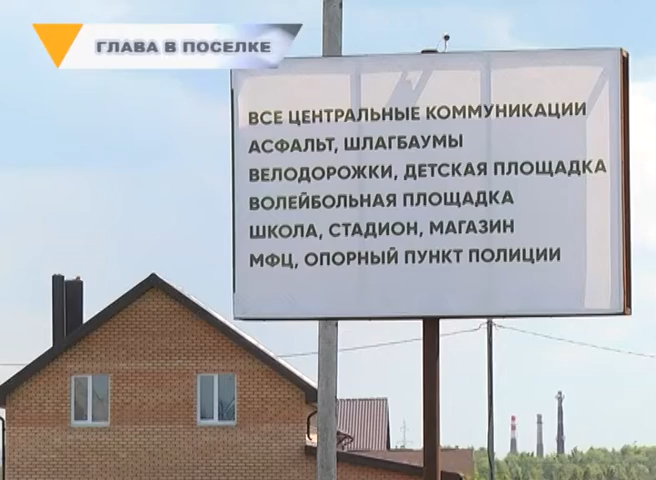 ГЛАВА В ПОСЕЛКЕ
ВСЕ ЦЕНТРАЛЬНЫЕ КОММУНИКАЦИИ
АСФАЛЬТ, ШЛАГБАУМЫ
ВЕЛОДОРОЖКИ, ДЕТСКАЯ ПЛОЩАДКА
ВОЛЕЙБОЛЬНАЯ ПЛОЩАДКА
ШКОЛА, СТАДИОН, МАГАЗИН
МФЦ, ОПОРНЫЙ ПУНКТ ПОЛИЦИИ